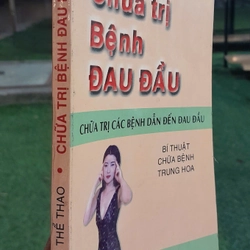 Chữa trị
Bệnh
ĐAU ĐẦU
CHỮA TRỊ CÁC BỆNH DẪN ĐẾN ĐAU ĐẦU
BÍ THUẬT
CHỮA BỆNH
TRUNG HOA
THỂ THAO • CHỮA TRỊ BỆNH ĐAU